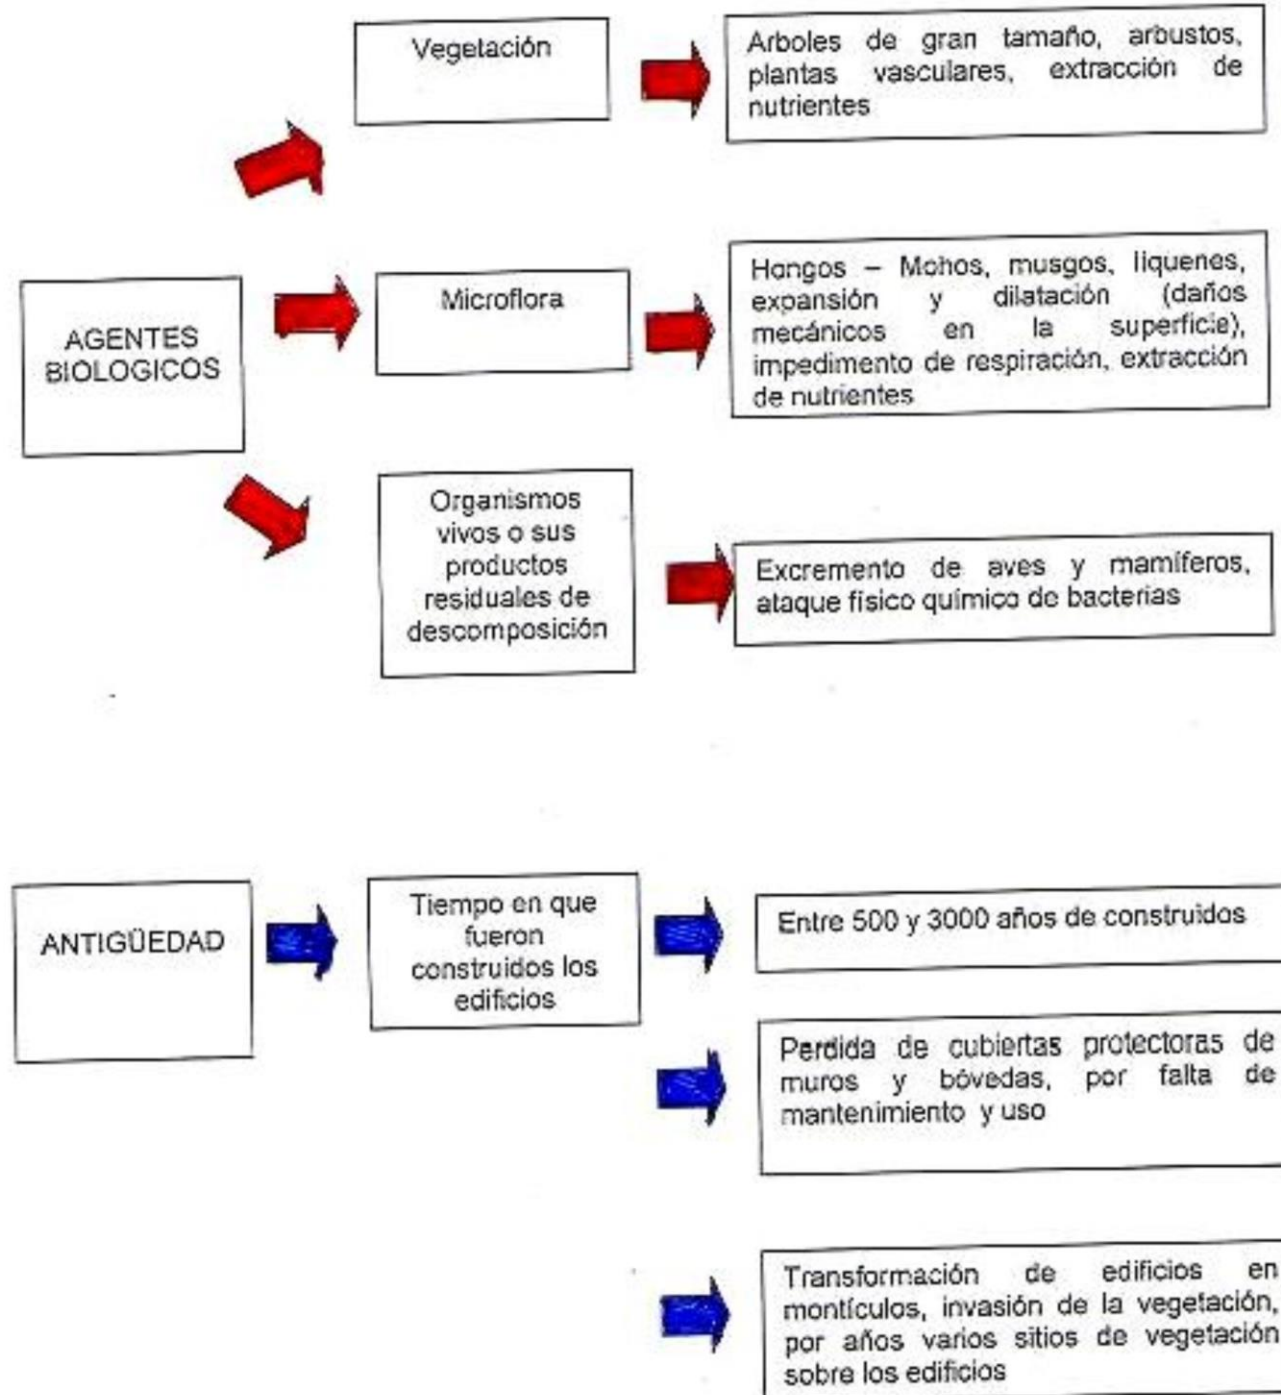 Vegetación
Arboles de gran tamaño, arbustos,
plantas vasculares, extracción de
nutrientes
AGENTES
BIOLOGICOS
Microflora
Hongos – Mohos, musgos, líquenes,
expansión y dilatación (daños
mecánicos en la superficie),
impedimento de respiración, extracción
de nutrientes
Organismos
vivos o sus
productos
residuales de
descomposición
Excremento de aves y mamíferos,
ataque físico químico de bacterias
ANTIGÜEDAD
Tiempo en que
fueron
construidos los
edificios
Entre 500 y 3000 años de construidos
Perdida de cubiertas protectoras de
muros y bóvedas, por falta de
mantenimiento y uso
Transformación de edificios en
montículos, invasión de la vegetación,
por años varios sitios de vegetación
sobre los edificios